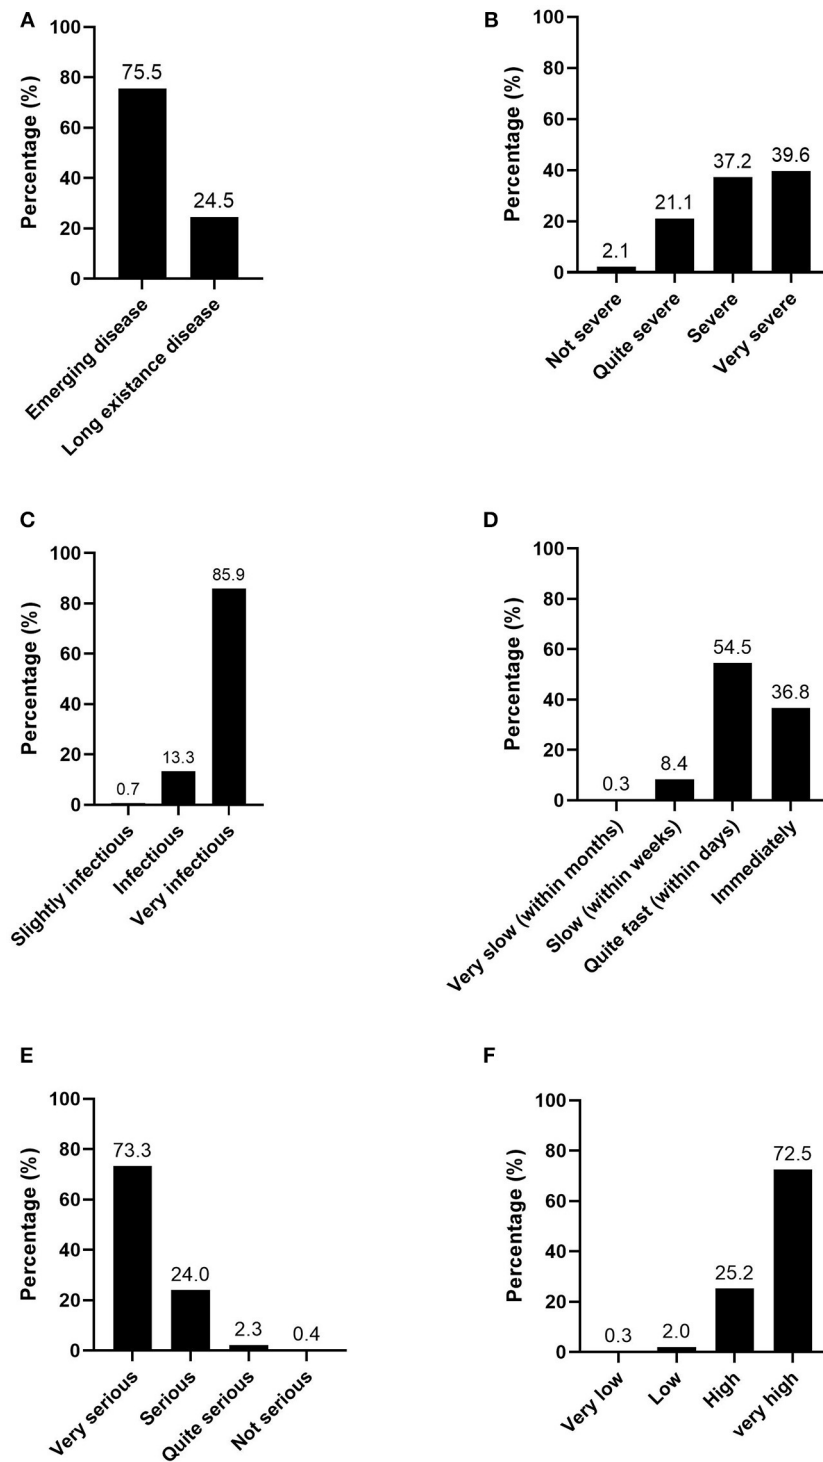 A
Percentage (%)
100
80
60
40
20
0
75.5
24.5
Emerging disease
Long existance disease
B
Percentage (%)
100
80
60
40
20
0
2.1
21.1
37.2
39.6
Not severe
Quite severe
Severe
Very severe
C
Percentage (%)
100
80
60
40
20
0
0.7
13.3
85.9
Slightly infectious
Infectious
Very infectious
D
Percentage (%)
100
80
60
40
20
0
0.3
8.4
54.5
36.8
Very slow (within months)
Slow (within weeks)
Quite fast (within days)
Immediately
E
Percentage (%)
100
80
60
40
20
0
73.3
24.0
2.3
0.4
Very serious
Serious
Quite serious
Not serious
F
Percentage (%)
100
80
60
40
20
0
0.3
2.0
25.2
72.5
Very low
Low
High
very high